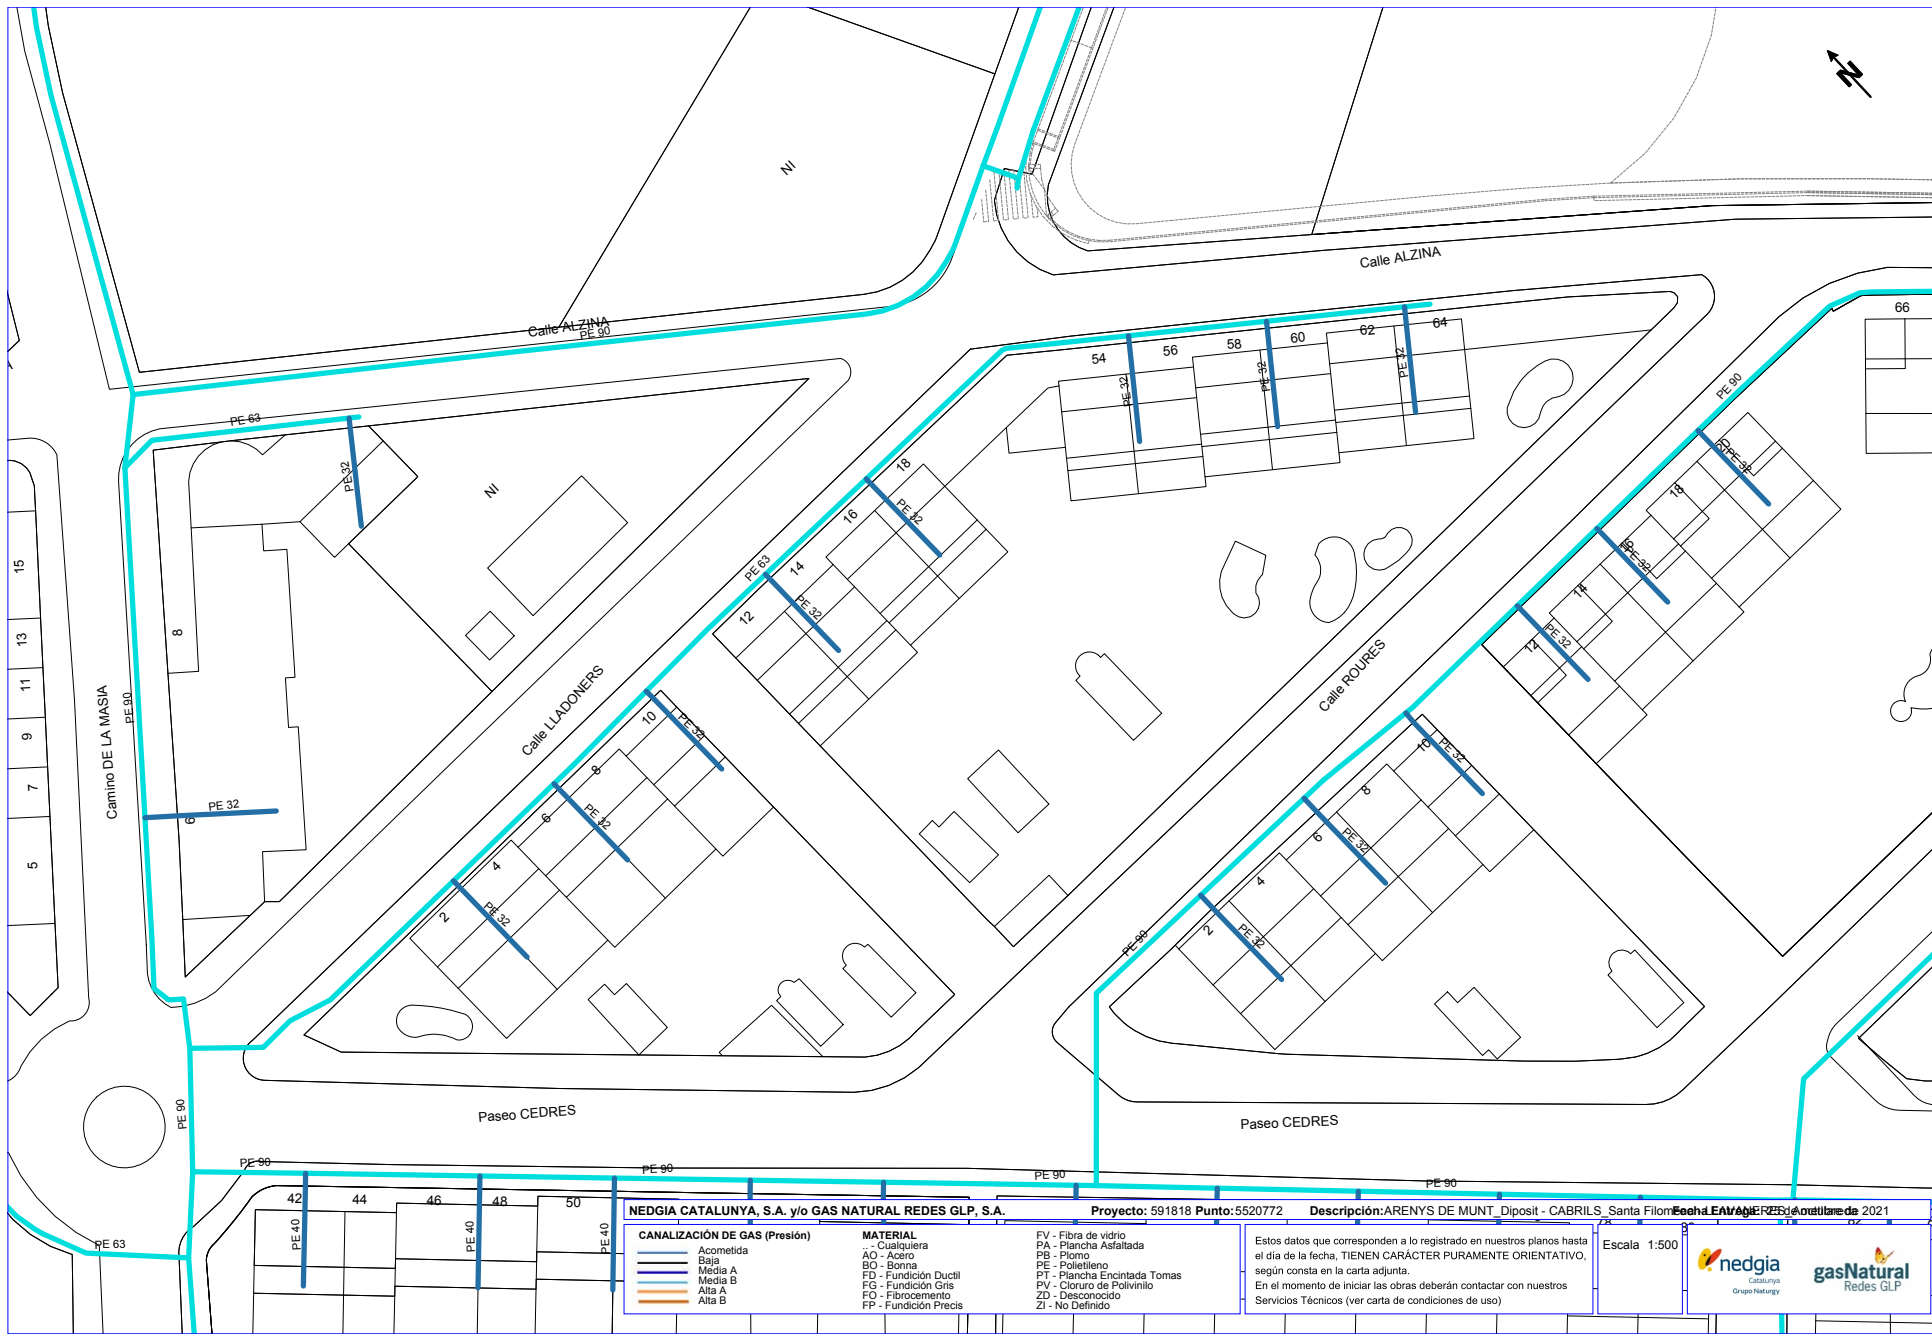 N
NI
Calle ALZINA
Calle ALZINA
PE 90
66
54
56
58
60
62
64
PE 32
PE 32
PE 32
PE 90
PE 63
PE 32
NI
18
16
14
12
PE 32
PE 32
PE 63
20
PE 32
18
16
PE 32
14
12
PE 32
15
13
11
9
7
5
8
6
PE 32
PE 90
Camino DE LA MASIA
Calle LLADONERS
Calle ROURES
10
PE 32
8
6
PE 32
4
2
PE 32
10
PE 32
8
6
PE 32
4
2
PE 32
PE 90
PE 90
Paseo CEDRES
Paseo CEDRES
PE 90
PE 90
PE 90
PE 90
42
44
46
48
50
PE 40
PE 40
PE 40
PE 63
NEDGIA CATALUNYA, S.A. y/o GAS NATURAL REDES GLP, S.A.
Proyecto: 591818 Punto:5520772
Descripción:ARENYS DE MUNT_Diposit - CABRILS_Santa Filomena
2021
CANALIZACIÓN DE GAS (Presión)
Acometida
Baja
Media A
Media B
Alta A
Alta B
MATERIAL
.. - Cualquiera
AO - Acero
BO - Bonna
FD - Fundición Ductil
FG - Fundición Gris
FO - Fibrocemento
FP - Fundición Precis
FV - Fibra de vidrio
PA - Plancha Asfaltada
PB - Plomo
PE - Polietileno
PT - Plancha Encintada Tomas
PV - Cloruro de Polivinilo
ZD - Desconocido
ZI - No Definido
Estos datos que corresponden a lo registrado en nuestros planos hasta
el día de la fecha, TIENEN CARÁCTER PURAMENTE ORIENTATIVO,
según consta en la carta adjunta.
En el momento de iniciar las obras deberán contactar con nuestros
Servicios Técnicos (ver carta de condiciones de uso)
Escala 1:500
nedgia
Catalunya
Grupo Naturgy
gasNatural
Redes GLP